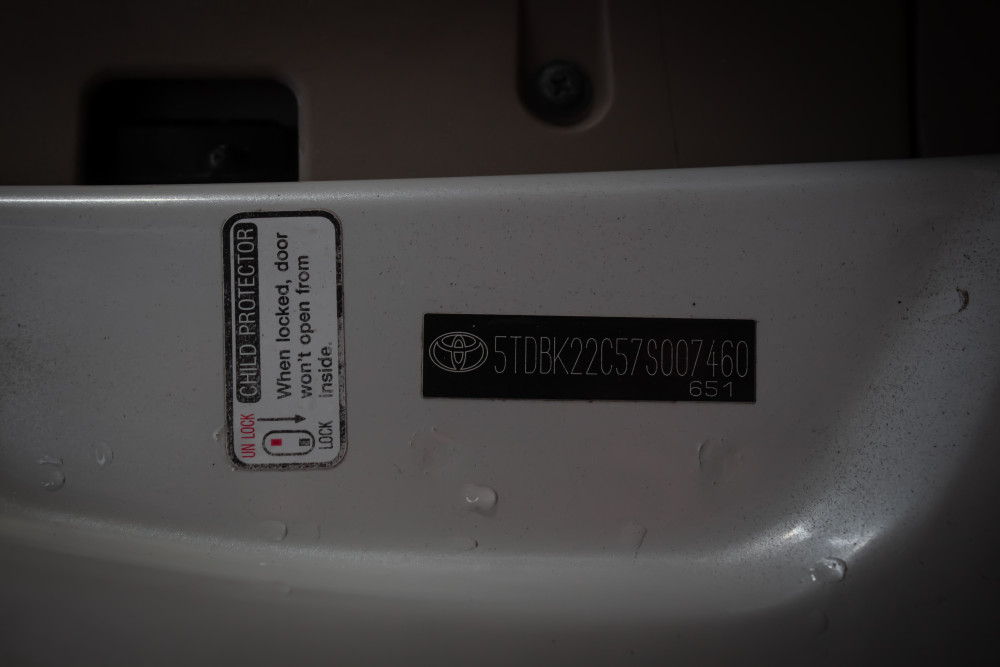 CHILD PROTECTOR
When locked, door
won't open from
inside.
UN LOCK
LOCK
5TDBK22C57S007460
651